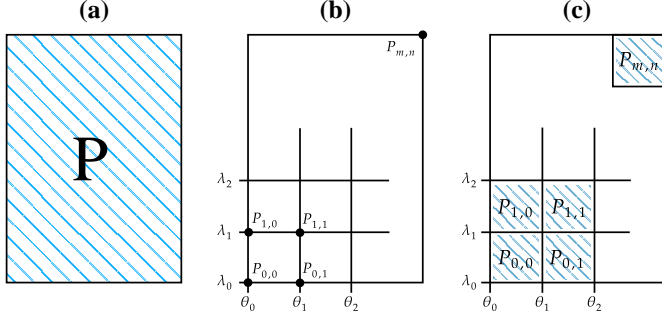 (a) (b) (c)
P
P_{m,n} P_{m,n}
λ_2 λ_2
P_{1,0} P_{1,1} P_{1,0} P_{1,1}
λ_1 λ_1
P_{0,0} P_{0,1} P_{0,0} P_{0,1}
λ_0 λ_0
θ_0 θ_1 θ_2 θ_0 θ_1 θ_2